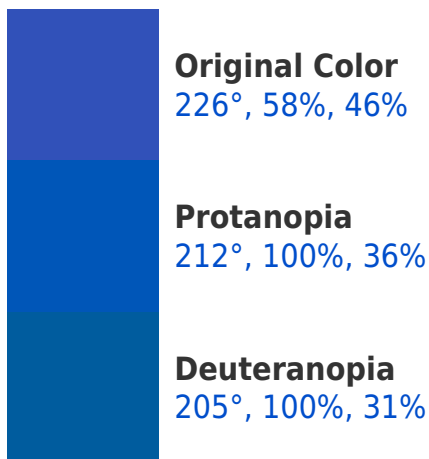 Original Color
226°, 58%, 46%
Protanopia
212°, 100%, 36%
Deuteranopia
205°, 100%, 31%